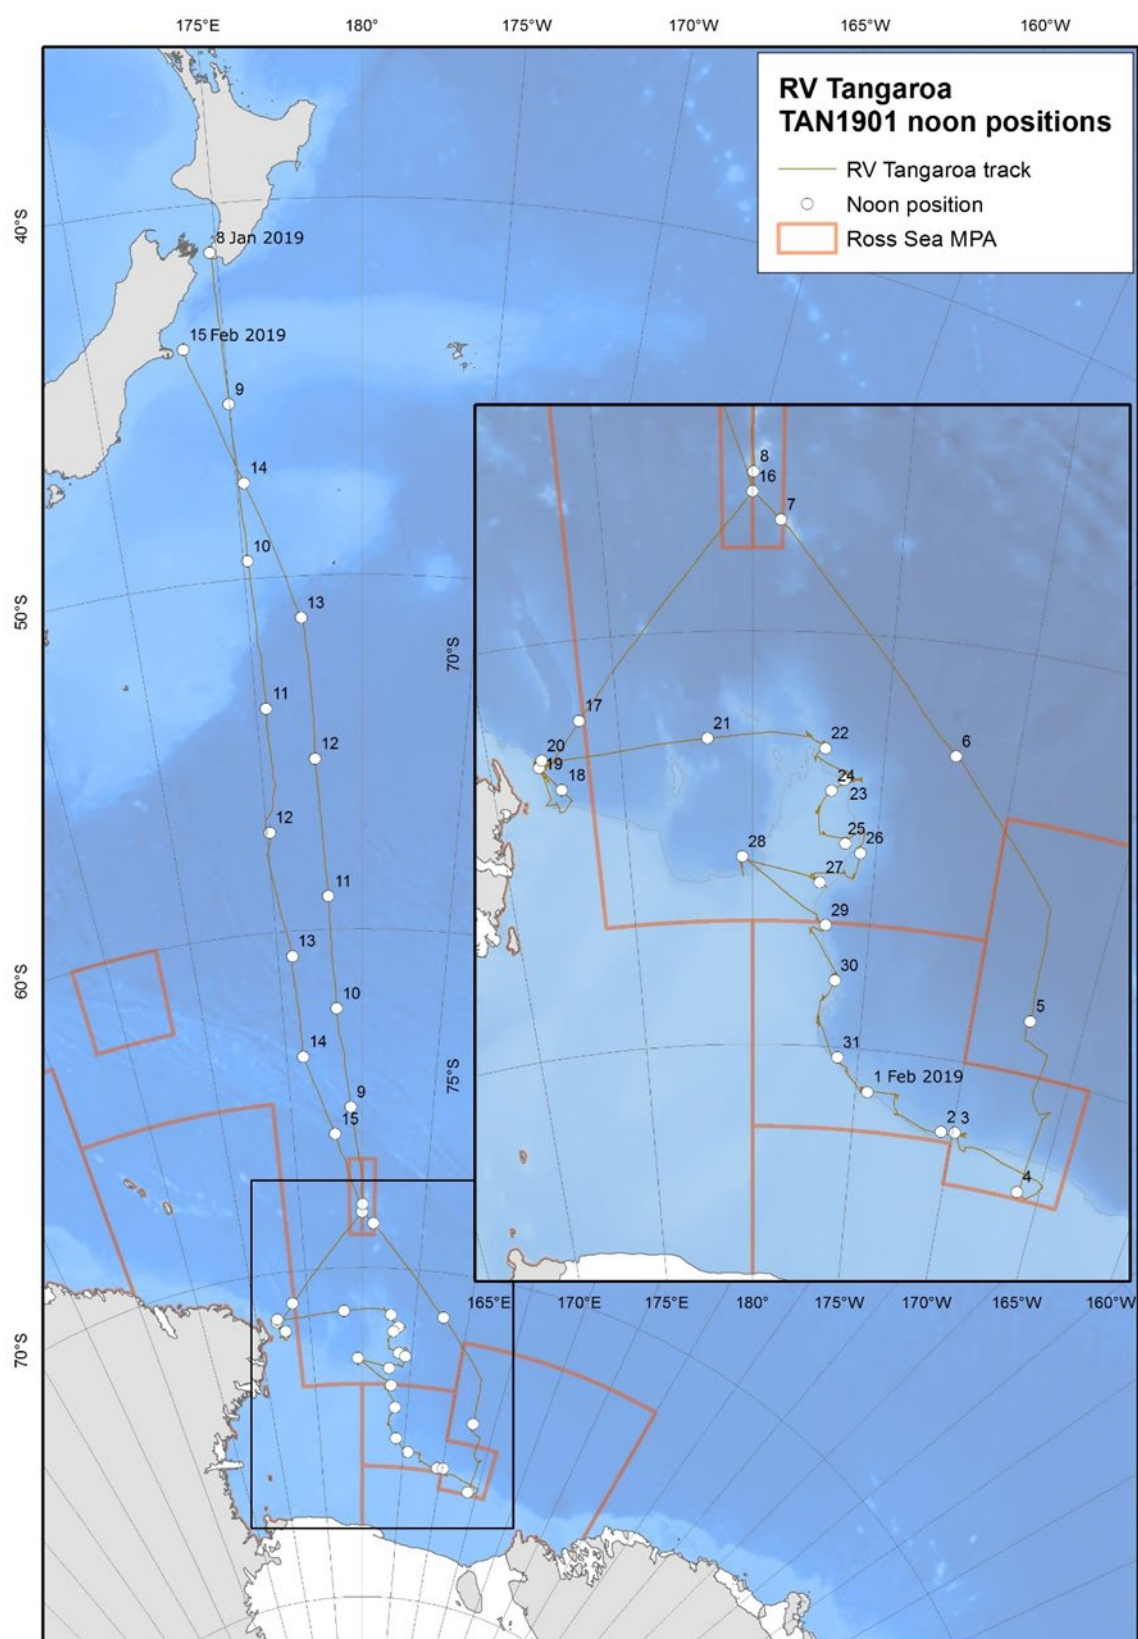 175°E 180° 175°W 170°W 165°W 160°W
RV Tangaroa
TAN1901 noon positions
RV Tangaroa track
Noon position
Ross Sea MPA
40°S
8 Jan 2019
15 Feb 2019
9
14
10
50°S
13
11
12
12
11
13
60°S
10
14
9
15
70°S
70°S
75°S
8
16
7
17
21
22
6
20
19
18
24
23
25
26
28
27
29
30
5
31
1 Feb 2019
2 3
4
165°E 170°E 175°E 180° 175°W 170°W 165°W 160°W